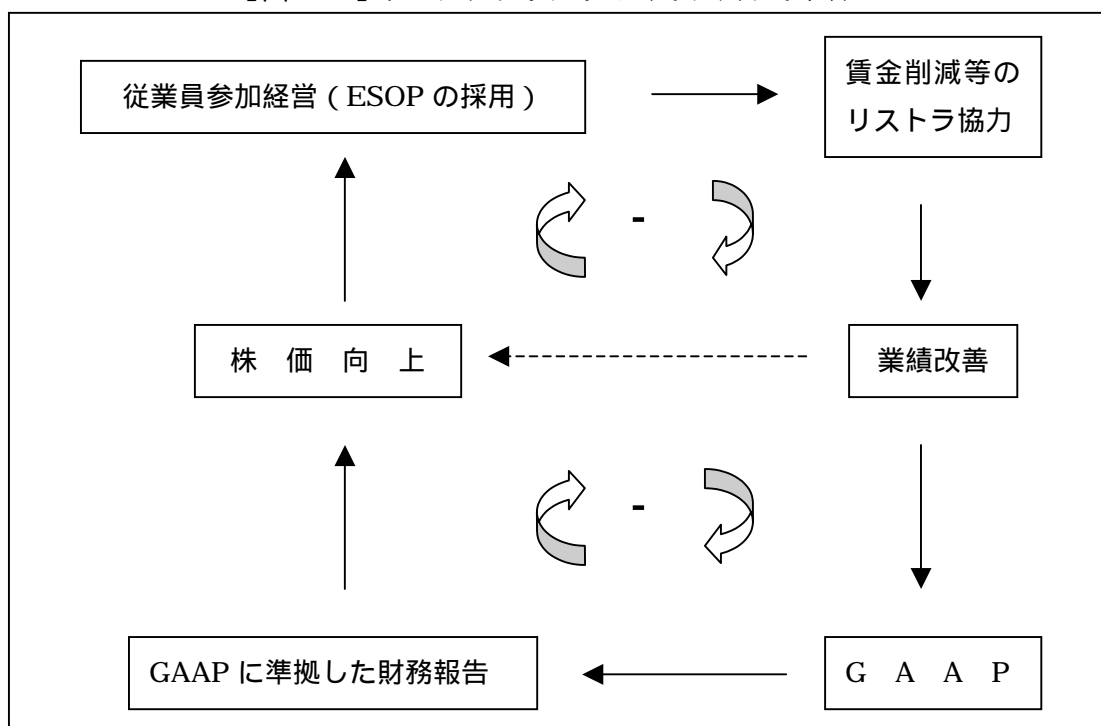 従業員参加経営（ESOP の採用）
賃金削減等の
リストラ協力
-
株 価 向 上
業績改善
-
GAAP に準拠した財務報告
G A A P